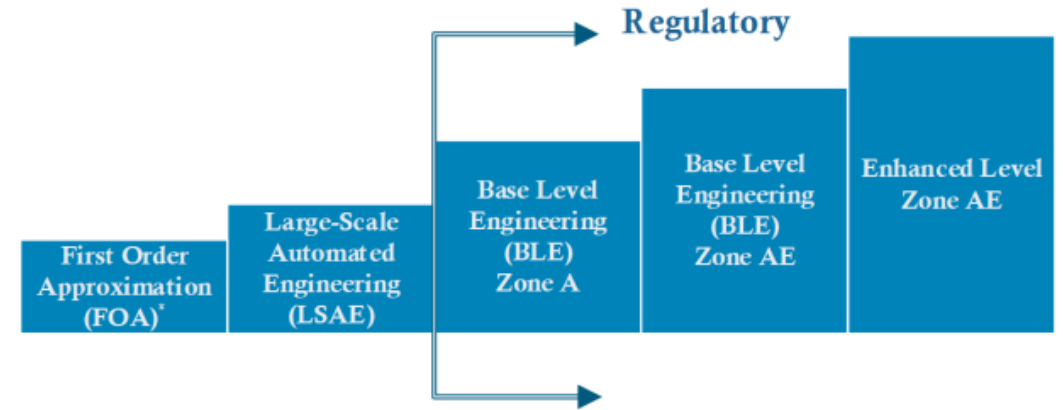 Regulatory
First Order
Approximation
(FOA)*
Large-Scale
Automated
Engineering
(LSAE)
Base Level
Engineering
(BLE)
Zone A
Base Level
Engineering
(BLE)
Zone AE
Enhanced Level
Zone AE